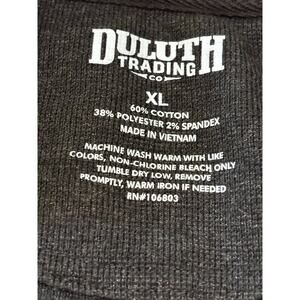 DULUTH
TRADING
CO
XL
60% COTTON
38% POLYESTER 2% SPANDEX
MADE IN VIETNAM
MACHINE WASH WARM WITH LIKE
COLORS, NON-CHLORINE BLEACH ONLY
TUMBLE DRY LOW, REMOVE
PROMPTLY, WARM IRON IF NEEDED
RN#106803